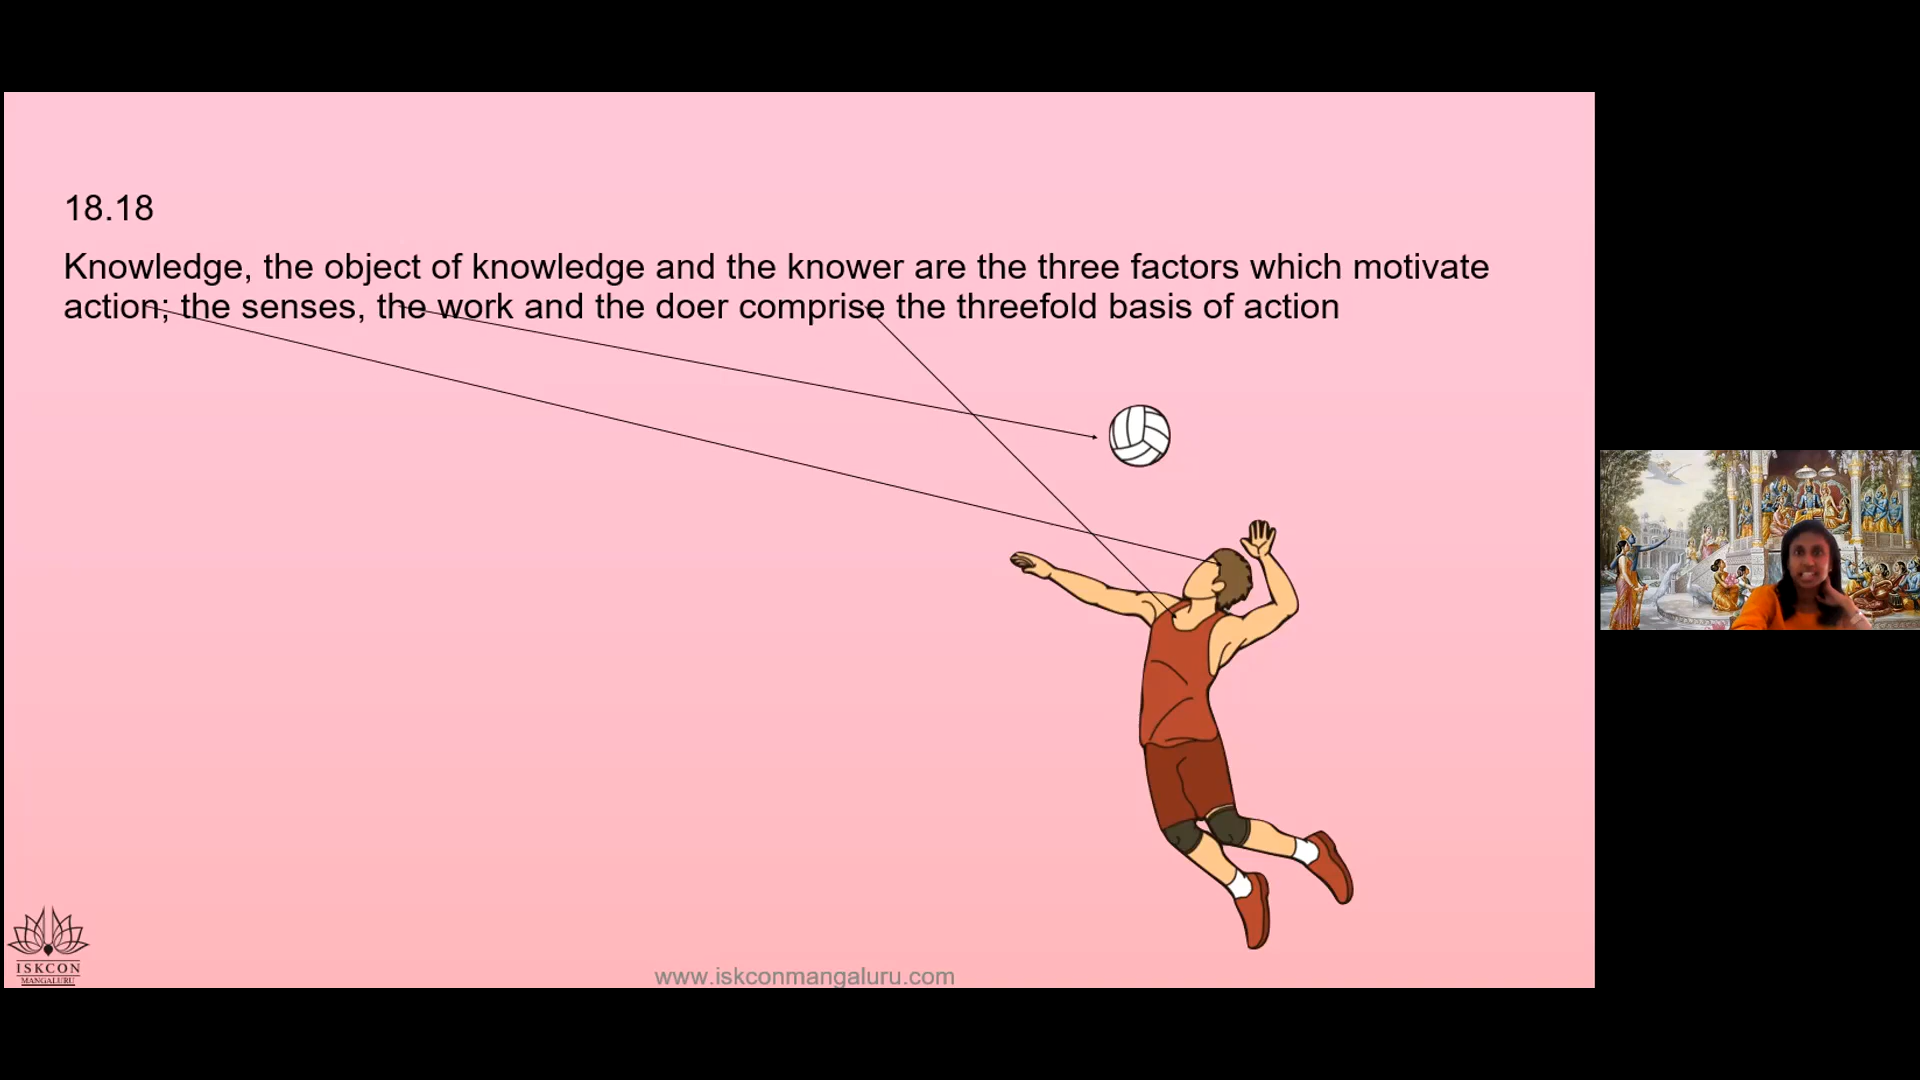 18.18
Knowledge, the object of knowledge and the knower are the three factors which motivate
action; the senses, the work and the doer comprise the threefold basis of action
ISKCON
MANGALURU
www.iskconmangaluru.com